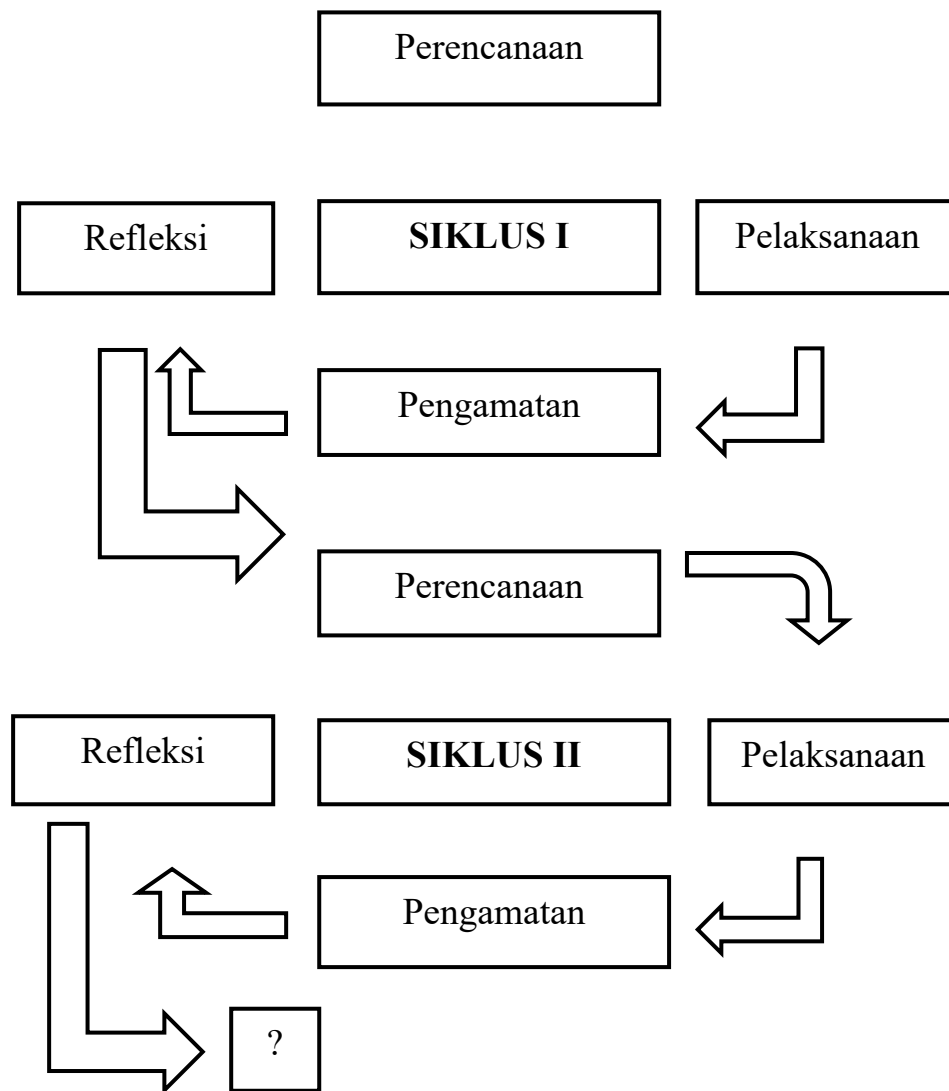 Perencanaan
Refleksi
SIKLUS I
Pelaksanaan
Pengamatan
Perencanaan
Refleksi
SIKLUS II
Pelaksanaan
Pengamatan
?